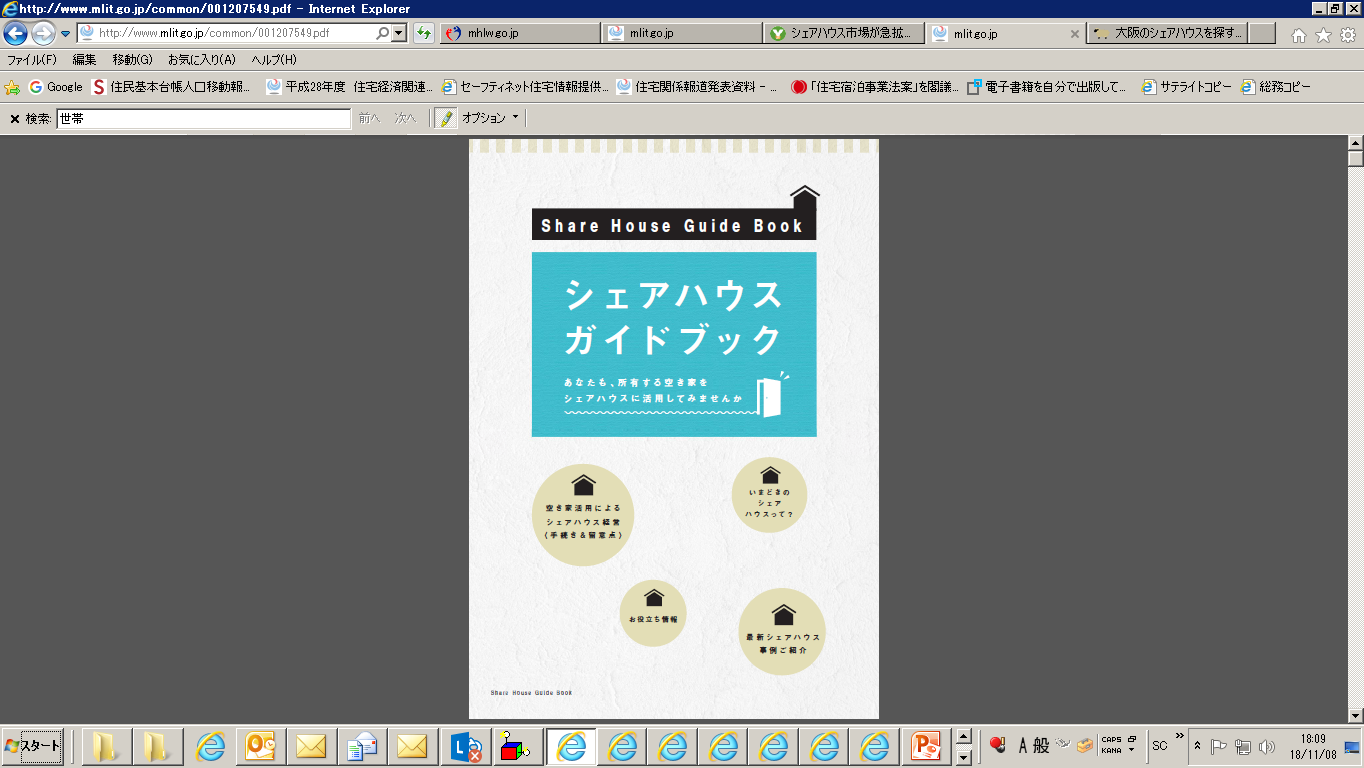 http://www.mlit.go.jp/common/001207549.pdf - Internet Explorer
http://www.mlit.go.jp/common/001207549.pdf
mhlw.go.jp
mlit.go.jp
シェアハウス市場が急拡...
mlit.go.jp
大阪のシェアハウスを探す...
ファイル(F) 編集 移動(G) お気に入り(A) ヘルプ(H)
Google
住民基本台帳人口移動報...
平成28年度 住宅経済関連...
セーフティネット住宅情報提供...
住宅関係報道発表資料 - ...
「住宅宿泊事業法案」を閣議...
電子書籍を自分で出版して...
サテライトコピー
総務コピー
検索: 世帯 前へ 次へ オプション
Share House Guide Book
シェアハウス
ガイドブック
あなたも、所有する空き家を
シェアハウスに活用してみませんか
空き家活用による
シェアハウス経営
(手続き&留意点)
いまどきの
シェア
ハウスって？
お役立ち情報
最新シェアハウス
事例ご紹介
Share House Guide Book
スタート
A 般
CAPS
KANA
SC
18:09
18/11/08